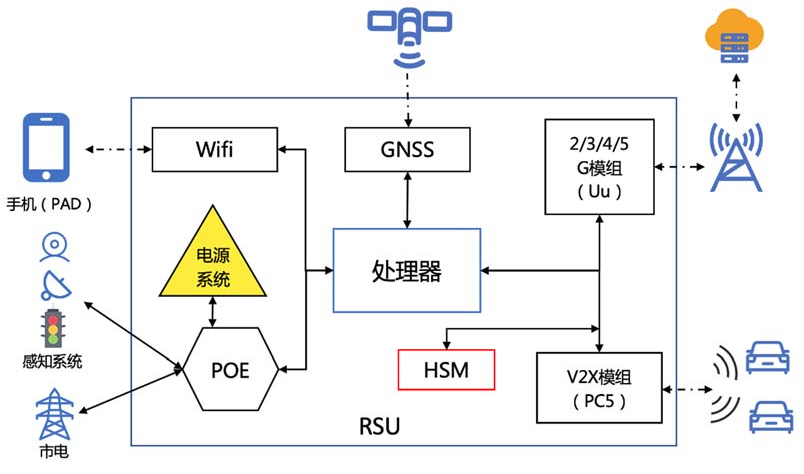 Wifi
GNSS
2/3/4/5
G模组
（Uu）
手机（PAD）
电源
系统
处理器
感知系统
POE
HSM
V2X模组
（PC5）
RSU
市电